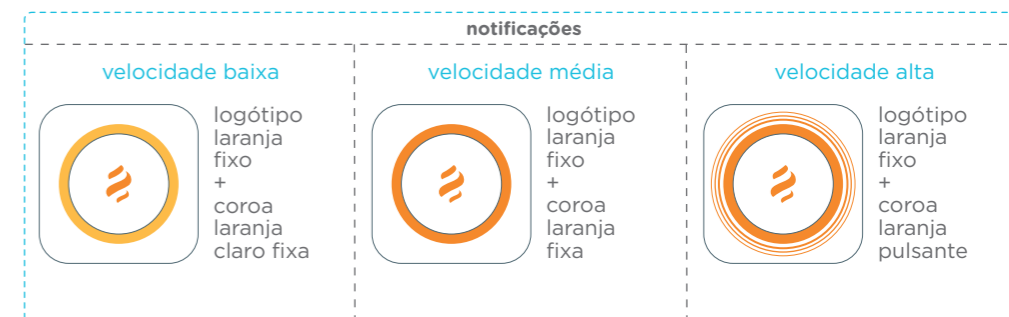 notificações
velocidade baixa
logótipo
laranja
fixo
+
coroa
laranja
claro fixa
velocidade média
logótipo
laranja
fixo
+
coroa
laranja
fixa
velocidade alta
logótipo
laranja
fixo
+
coroa
laranja
pulsante